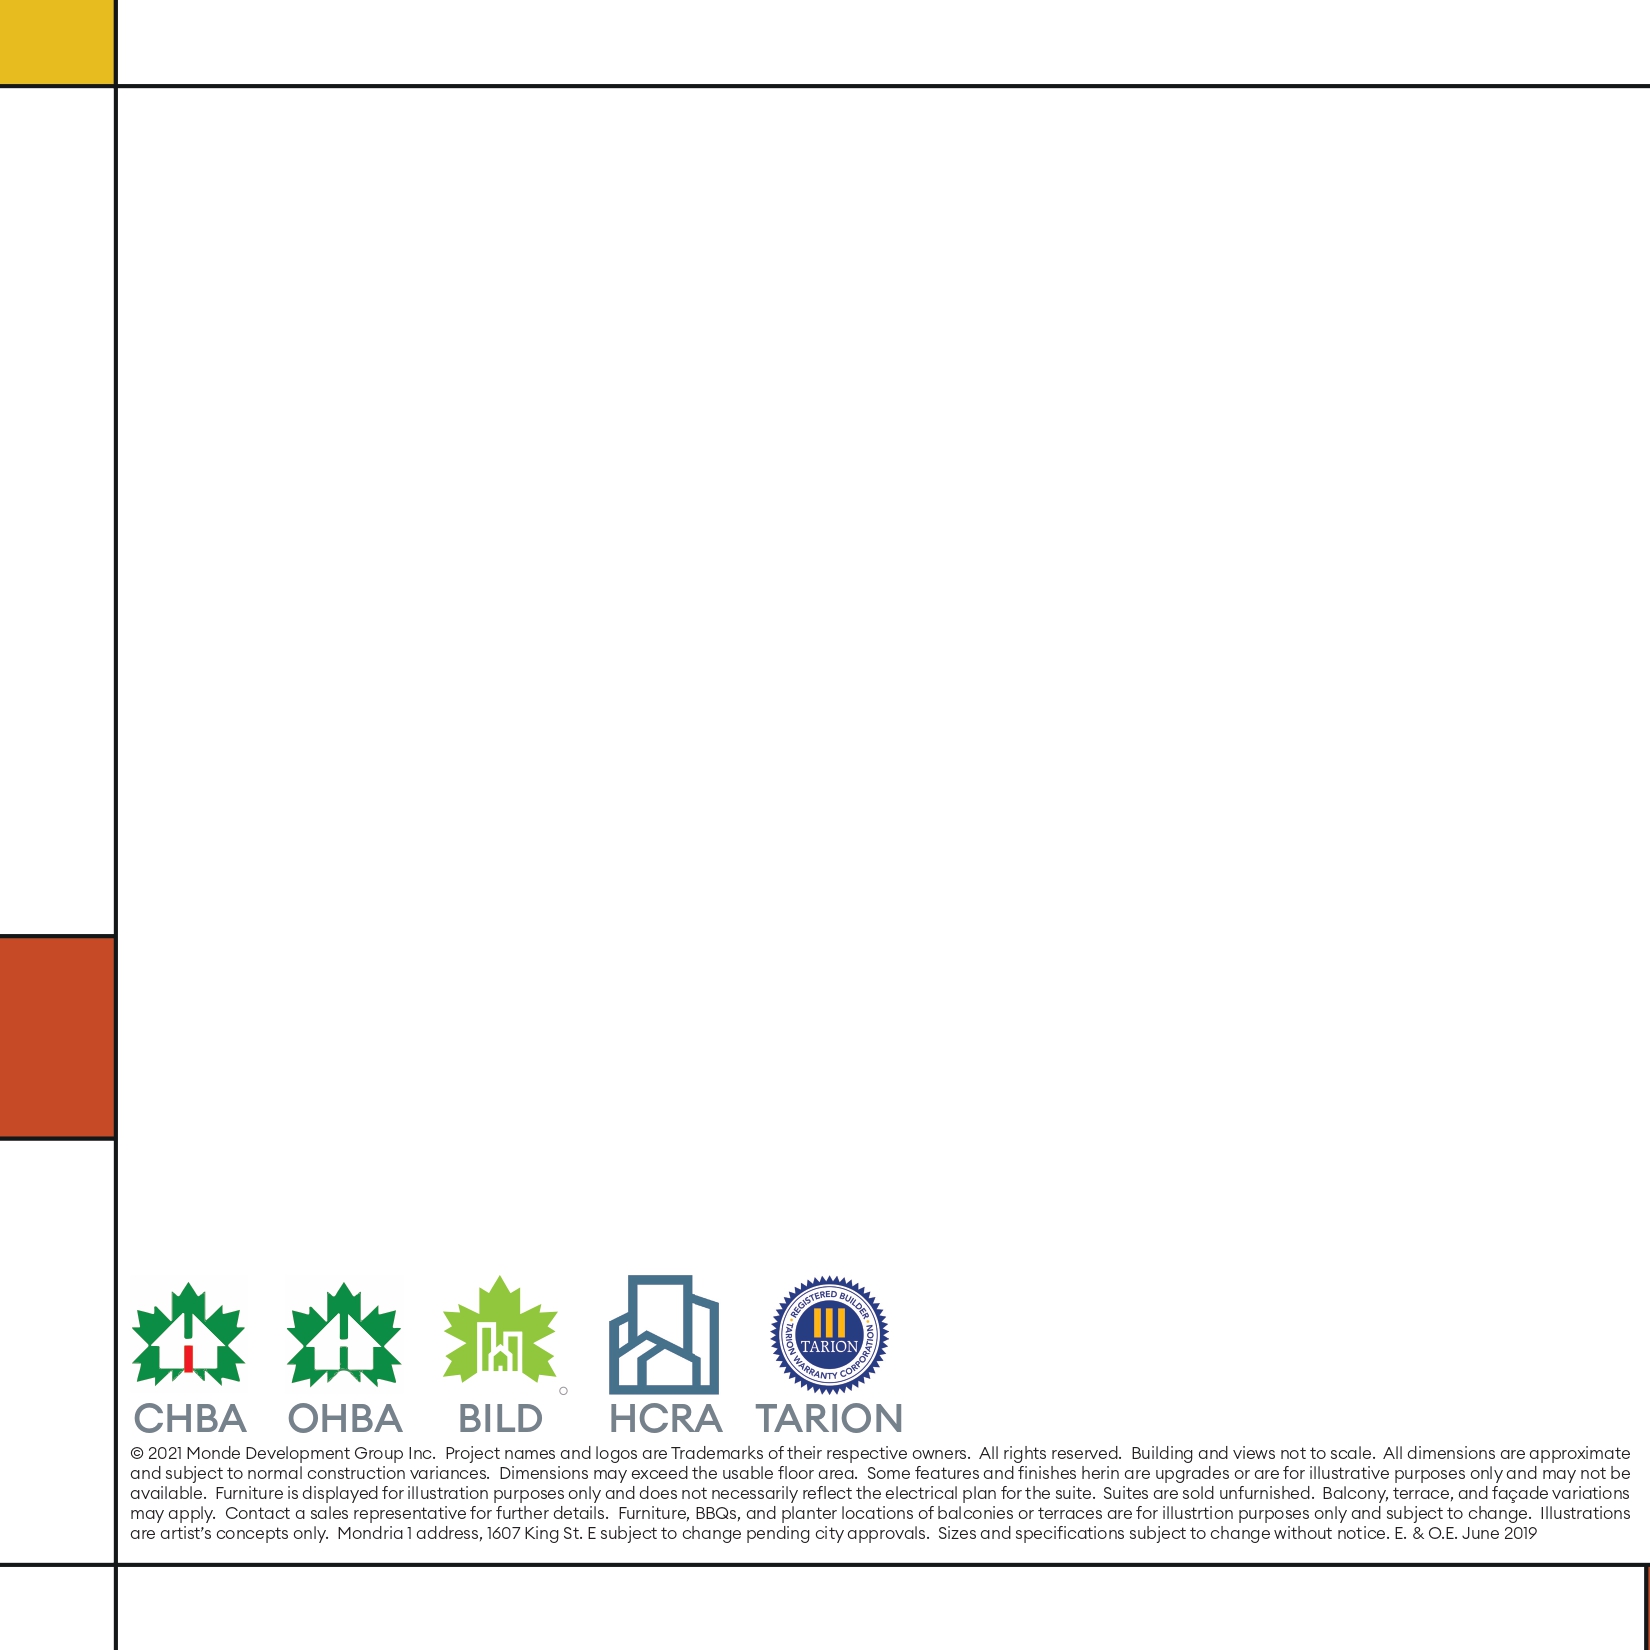 REGISTERED BUILDER
TARION
TARION WARRANTY CORPORATION
CHBA OHBA BILD HCRA TARION
© 2021 Monde Development Group Inc.  Project names and logos are Trademarks of their respective owners.  All rights reserved.  Building and views not to scale.  All dimensions are approximate
and subject to normal construction variances.  Dimensions may exceed the usable floor area.  Some features and finishes herin are upgrades or are for illustrative purposes only and may not be
available.  Furniture is displayed for illustration purposes only and does not necessarily reflect the electrical plan for the suite.  Suites are sold unfurnished.  Balcony, terrace, and façade variations
may apply.  Contact a sales representative for further details.  Furniture, BBQs, and planter locations of balconies or terraces are for illustrtion purposes only and subject to change.  Illustrations
are artist's concepts only.  Mondria 1 address, 1607 King St. E subject to change pending city approvals.  Sizes and specifications subject to change without notice. E. & O.E. June 2019